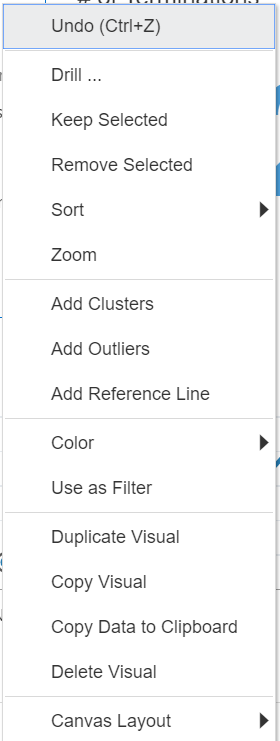 Undo (Ctrl+Z)
Drill ...
Keep Selected
Remove Selected
Sort
Zoom
Add Clusters
Add Outliers
Add Reference Line
Color
Use as Filter
Duplicate Visual
Copy Visual
Copy Data to Clipboard
Delete Visual
Canvas Layout